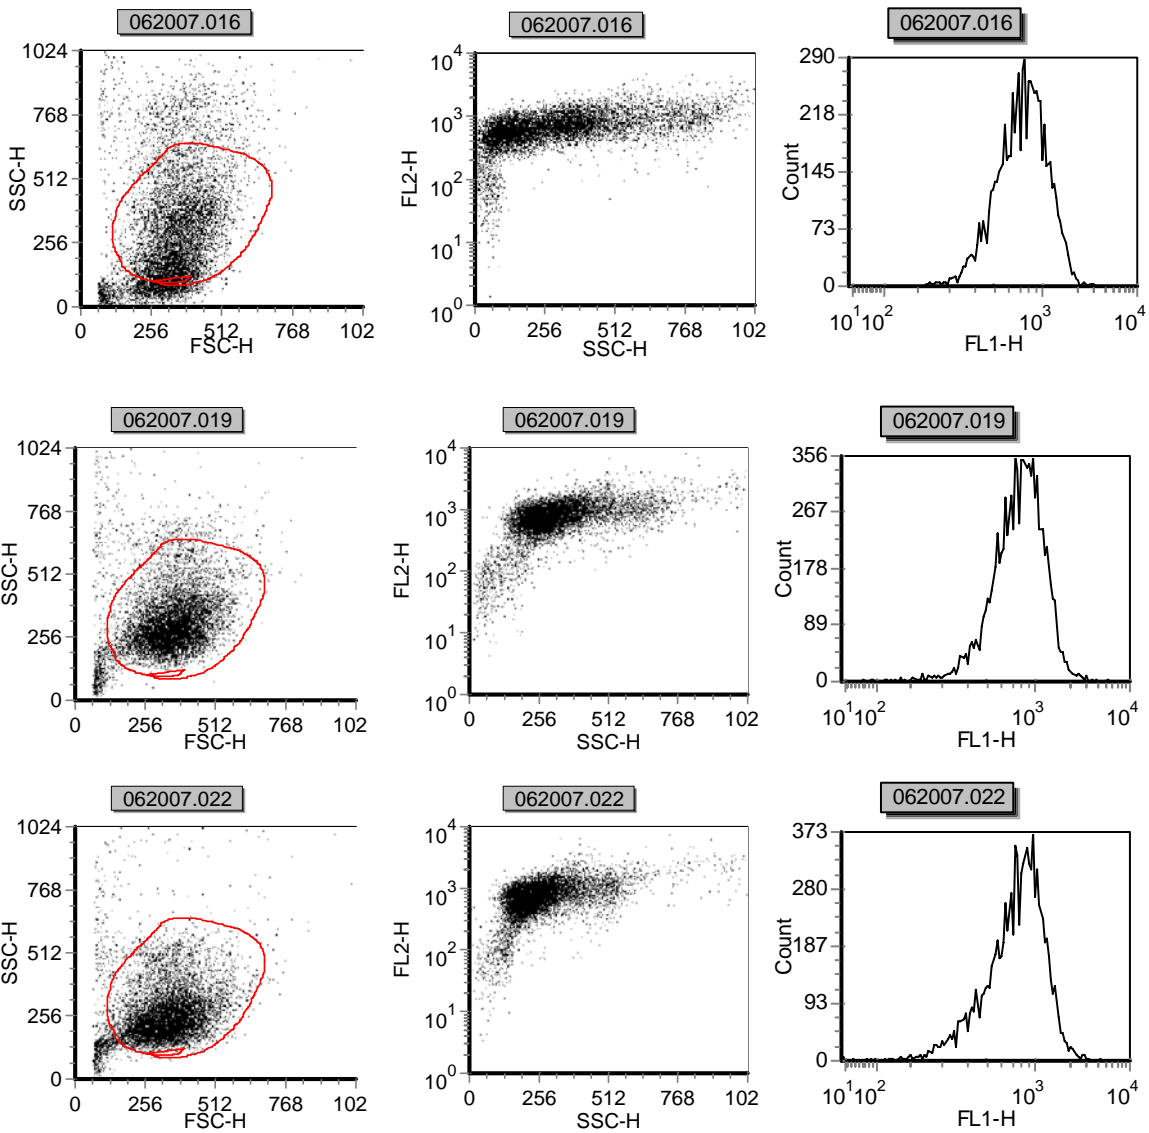 062007.016 062007.016 062007.016
1024 768 512 256 0
SSC-H
0 256 512 768 102
FSC-H
10^4 10^3 10^2 10^1 10^0
FL2-H
0 256 512 768 102
SSC-H
290 218 145 73 0
Count
10^1 10^2 10^3 10^4
FL1-H
062007.019 062007.019 062007.019
1024 768 512 256 0
SSC-H
0 256 512 768 102
FSC-H
10^4 10^3 10^2 10^1 10^0
FL2-H
0 256 512 768 102
SSC-H
356 267 178 89 0
Count
10^1 10^2 10^3 10^4
FL1-H
062007.022 062007.022 062007.022
1024 768 512 256 0
SSC-H
0 256 512 768 102
FSC-H
10^4 10^3 10^2 10^1 10^0
FL2-H
0 256 512 768 102
SSC-H
373 280 187 93 0
Count
10^1 10^2 10^3 10^4
FL1-H